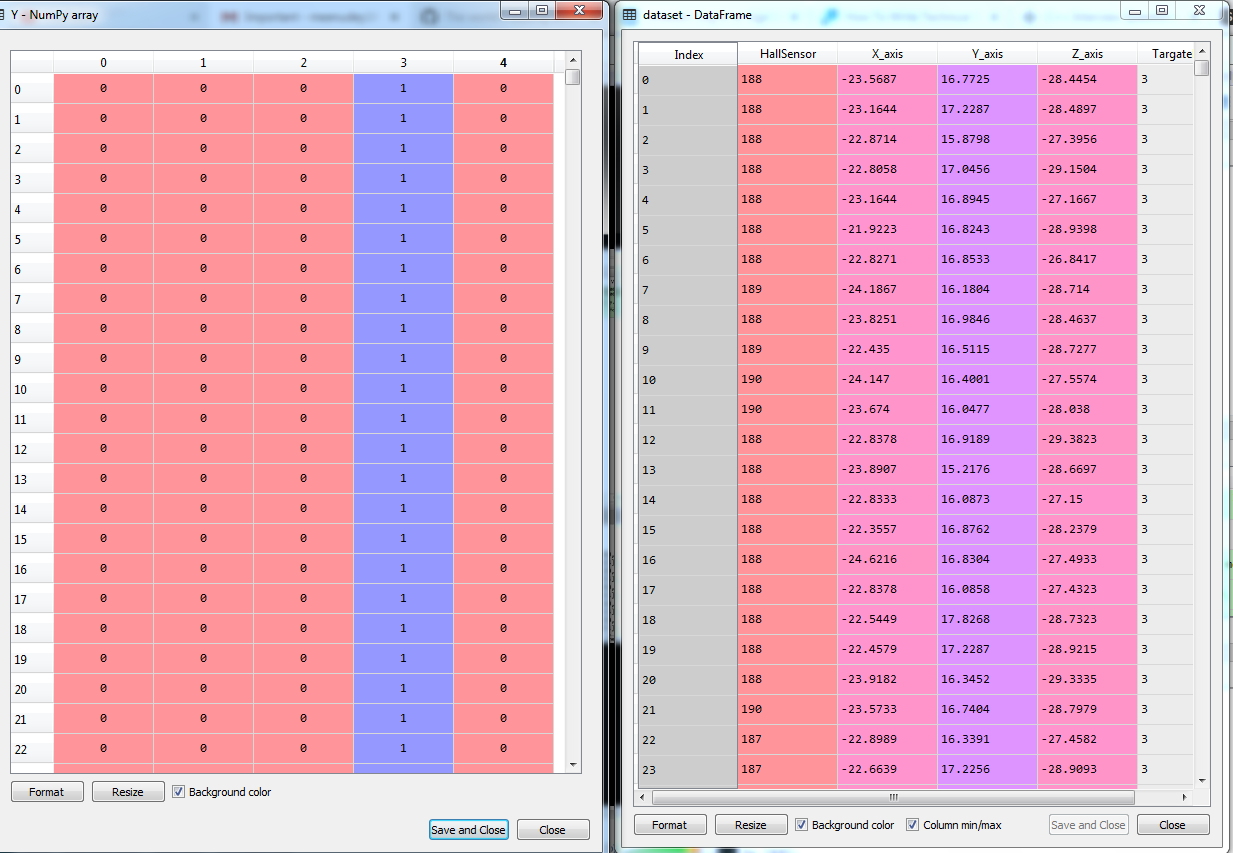 Y - NumPy array
0 1 2 3 4
0 0 0 0 1 0
1 0 0 0 1 0
2 0 0 0 1 0
3 0 0 0 1 0
4 0 0 0 1 0
5 0 0 0 1 0
6 0 0 0 1 0
7 0 0 0 1 0
8 0 0 0 1 0
9 0 0 0 1 0
10 0 0 0 1 0
11 0 0 0 1 0
12 0 0 0 1 0
13 0 0 0 1 0
14 0 0 0 1 0
15 0 0 0 1 0
16 0 0 0 1 0
17 0 0 0 1 0
18 0 0 0 1 0
19 0 0 0 1 0
20 0 0 0 1 0
21 0 0 0 1 0
22 0 0 0 1 0
Format Resize Background color
Save and Close Close
dataset - DataFrame
Index HallSensor X_axis Y_axis Z_axis Targate
0 188 -23.5687 16.7725 -28.4454 3
1 188 -23.1644 17.2287 -28.4897 3
2 188 -22.8714 15.8798 -27.3956 3
3 188 -22.8058 17.0456 -29.1504 3
4 188 -23.1644 16.8945 -27.1667 3
5 188 -21.9223 16.8243 -28.9398 3
6 188 -22.8271 16.8533 -26.8417 3
7 189 -24.1867 16.1804 -28.714 3
8 188 -23.8251 16.9846 -28.4637 3
9 189 -22.435 16.5115 -28.7277 3
10 190 -24.147 16.4001 -27.5574 3
11 190 -23.674 16.0477 -28.038 3
12 188 -22.8378 16.9189 -29.3823 3
13 188 -23.8907 15.2176 -28.6697 3
14 188 -22.8333 16.0873 -27.15 3
15 188 -22.3557 16.8762 -28.2379 3
16 188 -24.6216 16.8304 -27.4933 3
17 188 -22.8378 16.0858 -27.4323 3
18 188 -22.5449 17.8268 -28.7323 3
19 188 -22.4579 17.2287 -28.9215 3
20 188 -23.9182 16.3452 -29.3335 3
21 190 -23.5733 16.7404 -28.7979 3
22 187 -22.8989 16.3391 -27.4582 3
23 187 -22.6639 17.2256 -28.9093 3
Format Resize Background color Column min/max Save and Close Close